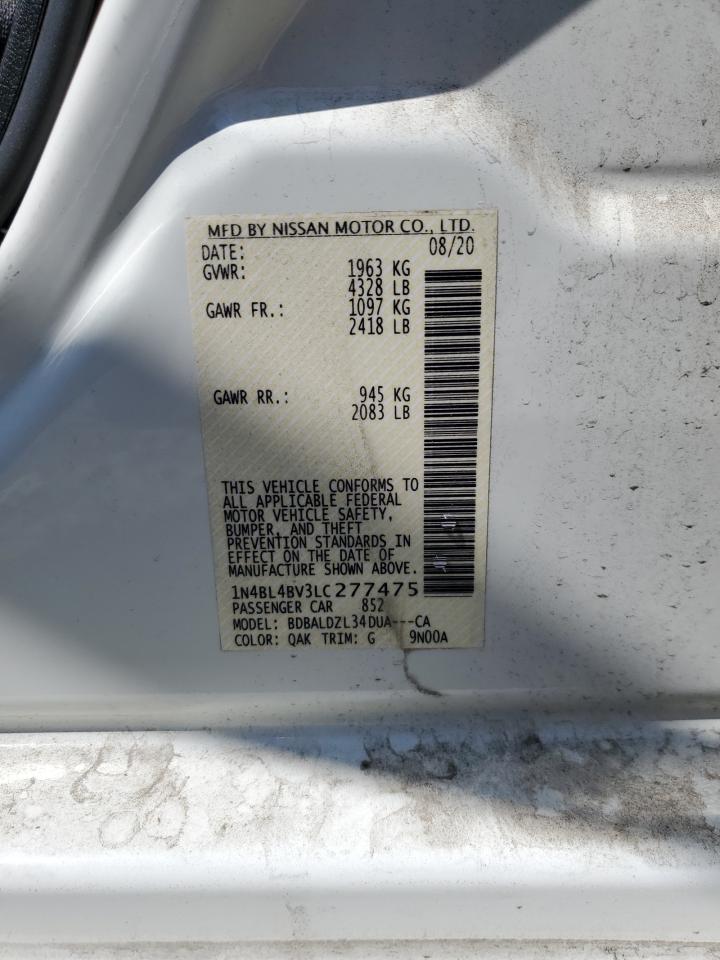 MFD BY NISSAN MOTOR CO., LTD.
DATE: 08/20
GVWR: 1963 KG
4328 LB
GAWR FR.: 1097 KG
2418 LB
GAWR RR.: 945 KG
2083 LB
THIS VEHICLE CONFORMS TO
ALL APPLICABLE FEDERAL
MOTOR VEHICLE SAFETY,
BUMPER, AND THEFT
PREVENTION STANDARDS IN
EFFECT ON THE DATE OF
MANUFACTURE SHOWN ABOVE.
1N4BL4BV3LC277475
PASSENGER CAR 852
MODEL: BDBALDZL34DUA---CA
COLOR: QAK TRIM: G 9N00A